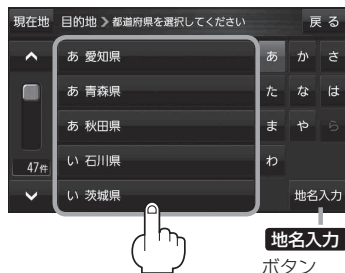 現在地 目的地 》都道府県を選択してください 戻る
あ 愛知県 あ か さ
あ 青森県 た な は
あ 秋田県 ま や ら
い 石川県 わ
47件
い 茨城県 地名入力
地名入力
ボタン